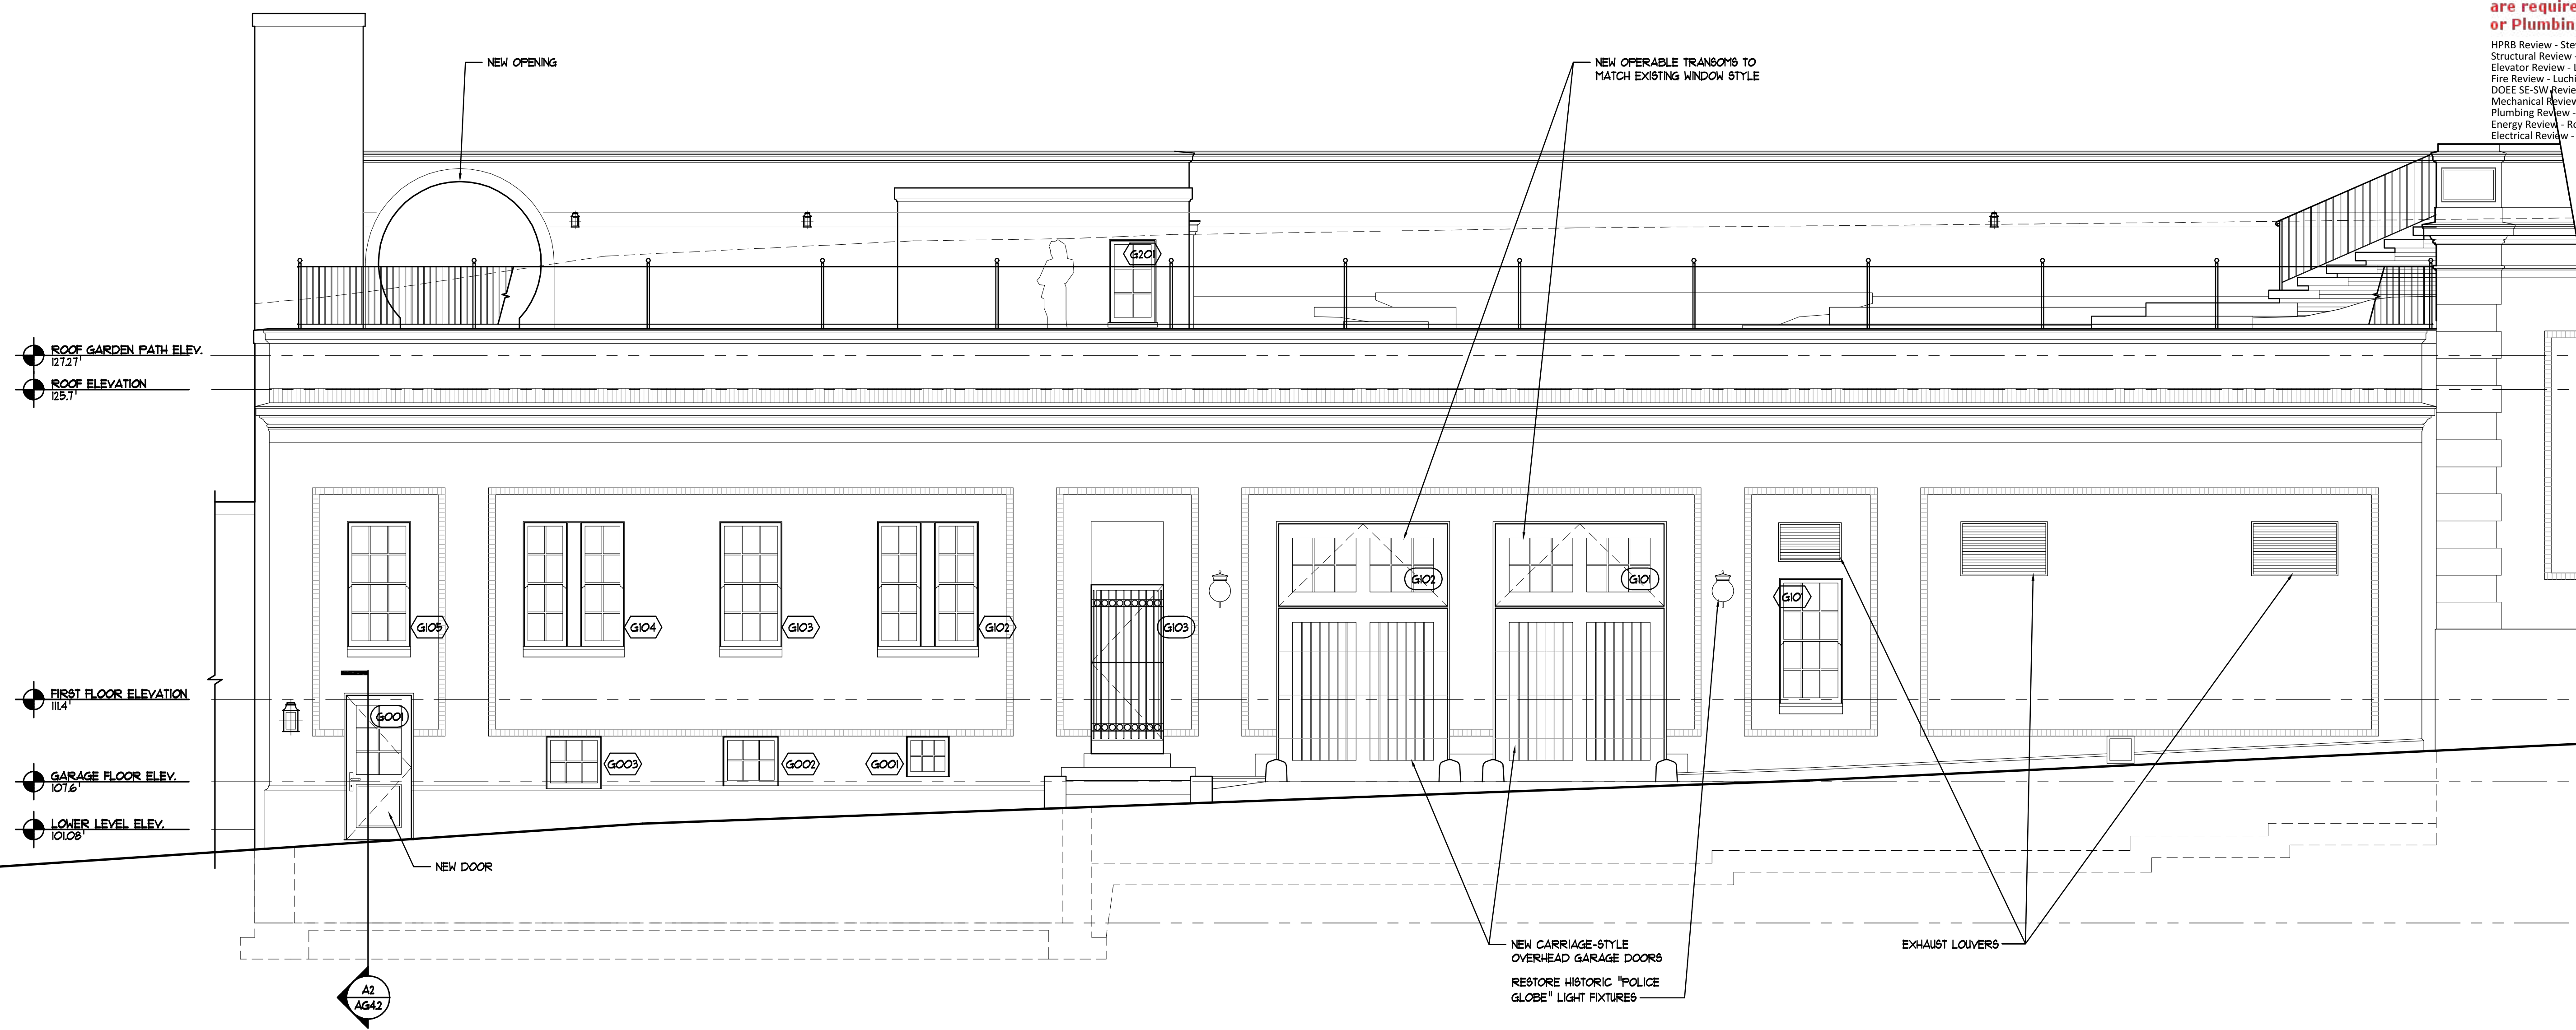 are require
or Plumbin
HPRB Review - Ste
Structural Review -
Elevator Review - L
Fire Review - Luchi
DOEE SE-SW Revie
Mechanical Review
Plumbing Review -
Energy Review - Ro
Electrical Review -
NEW OPENING
NEW OPERABLE TRANSOMS TO
MATCH EXISTING WINDOW STYLE
G201
ROOF GARDEN PATH ELEV.
127.27'
ROOF ELEVATION
125.7'
G102
G101
G101
G105
G104
G103
G102
G103
FIRST FLOOR ELEVATION
111.4'
G001
G003
G002
G001
GARAGE FLOOR ELEV.
107.6'
LOWER LEVEL ELEV.
101.08'
NEW DOOR
NEW CARRIAGE-STYLE
OVERHEAD GARAGE DOORS
EXHAUST LOUVERS
RESTORE HISTORIC "POLICE
GLOBE" LIGHT FIXTURES
A2
AG4.2